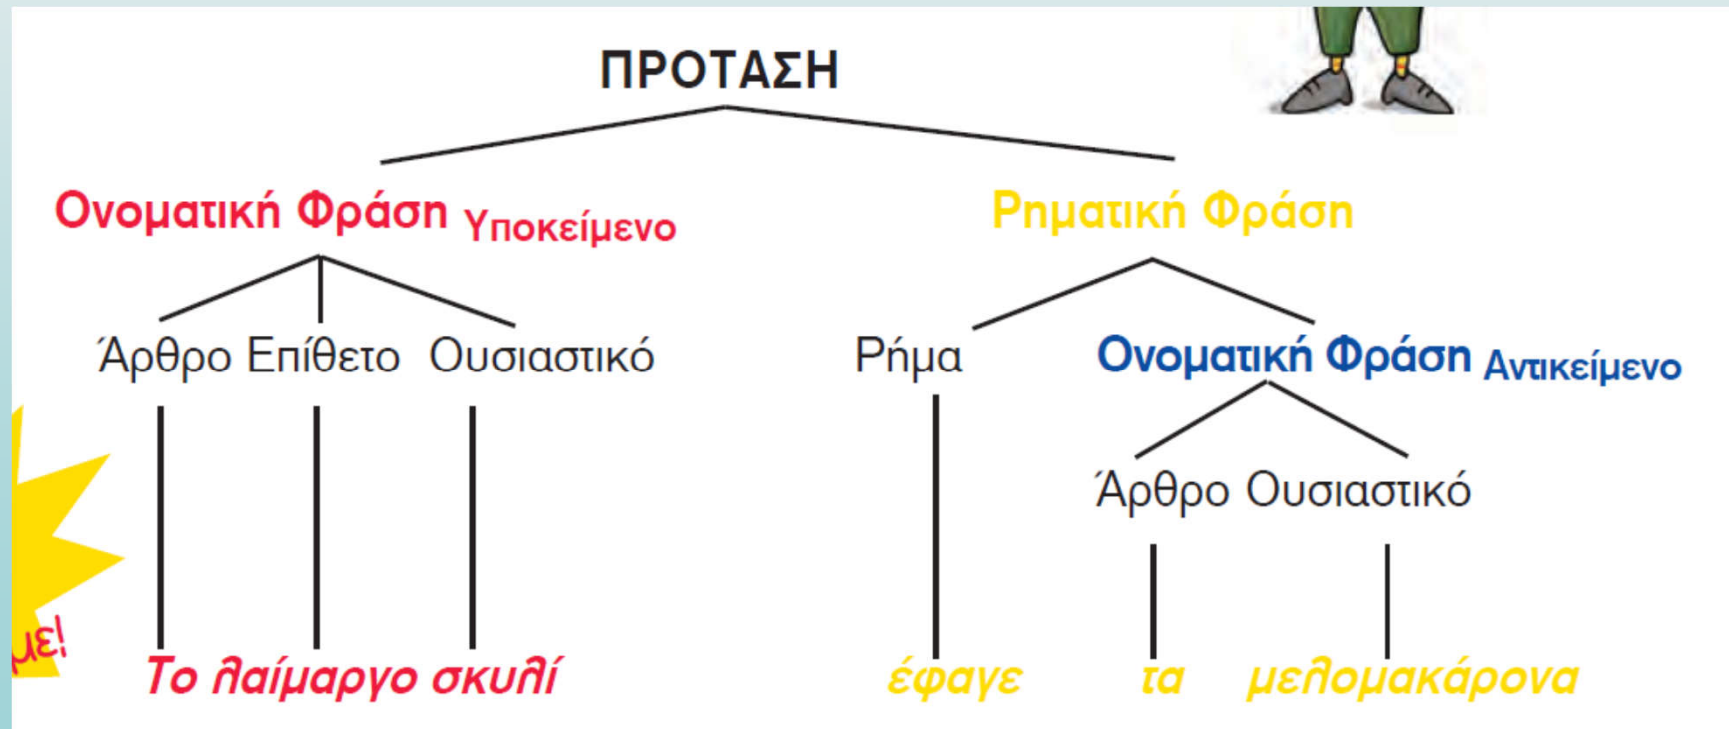 ΠΡΟΤΑΣΗ
Ονοματική Φράση Υποκείμενο Ρηματική Φράση
Άρθρο Επίθετο Ουσιαστικό Ρήμα Ονοματική Φράση Αντικείμενο
Άρθρο Ουσιαστικό
με!
Το λαίμαργο σκυλί έφαγε τα μελομακάρονα